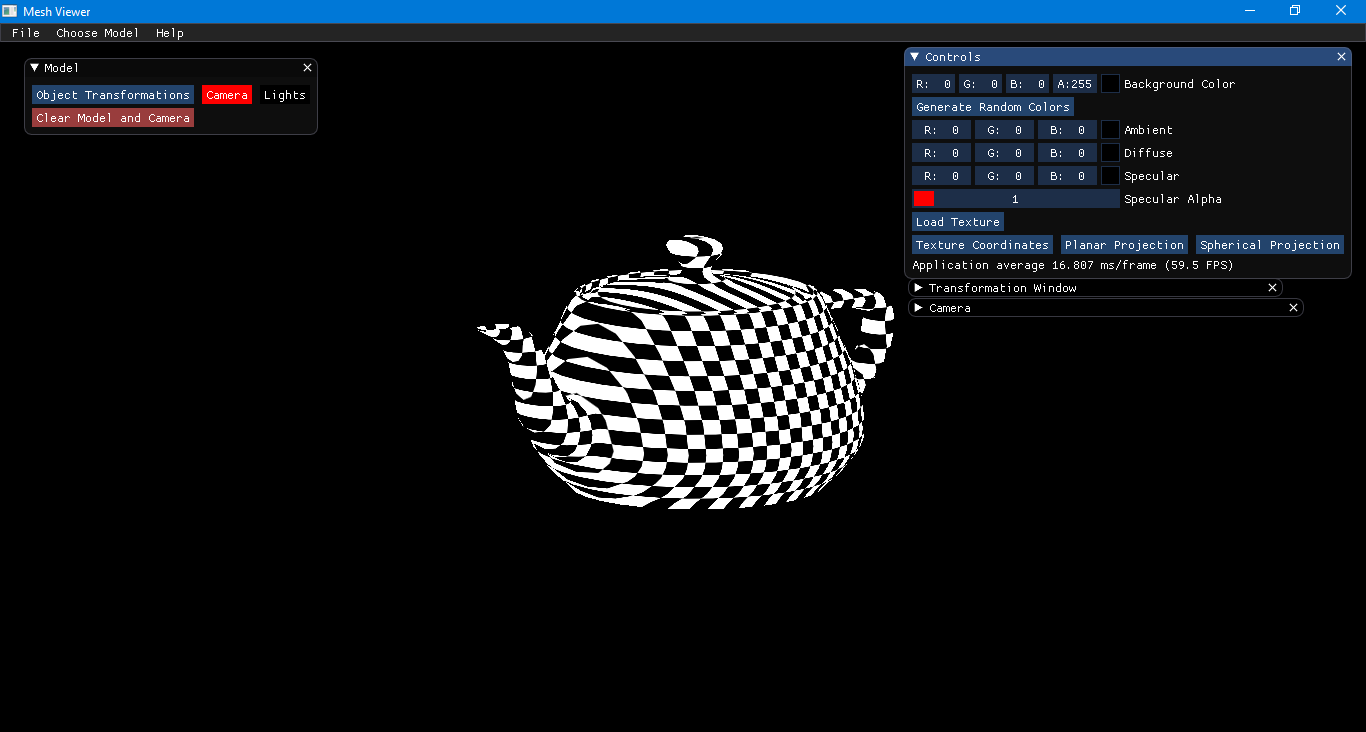 Mesh Viewer
File Choose Model Help
Model
Object Transformations Camera Lights
Clear Model and Camera
Controls
R: 0 G: 0 B: 0 A:255 Background Color
Generate Random Colors
R: 0 G: 0 B: 0 Ambient
R: 0 G: 0 B: 0 Diffuse
R: 0 G: 0 B: 0 Specular
1 Specular Alpha
Load Texture
Texture Coordinates Planar Projection Spherical Projection
Application average 16.807 ms/frame (59.5 FPS)
Transformation Window
Camera